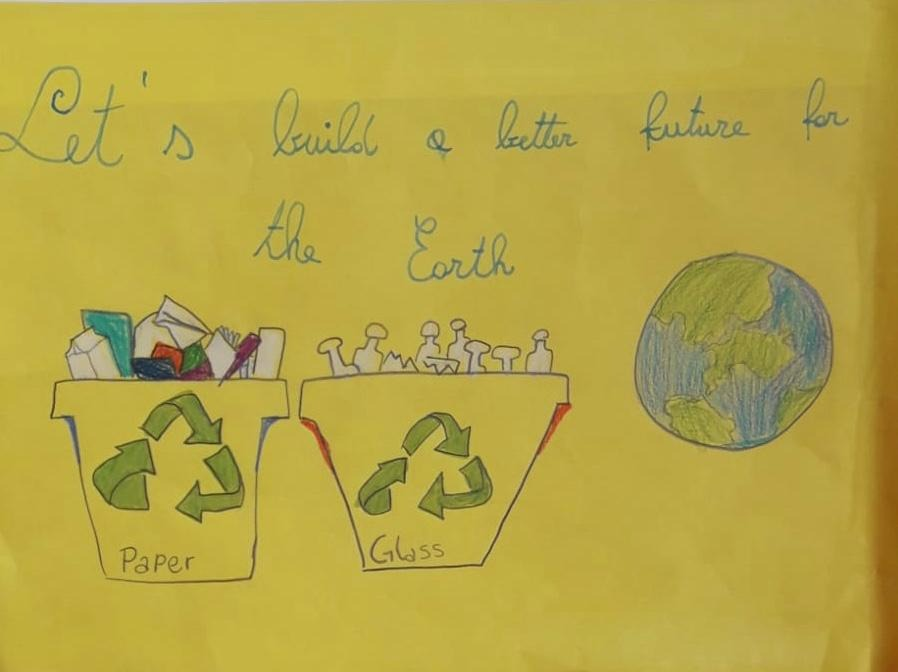 Let's build a better future for
the Earth
Paper
Glass